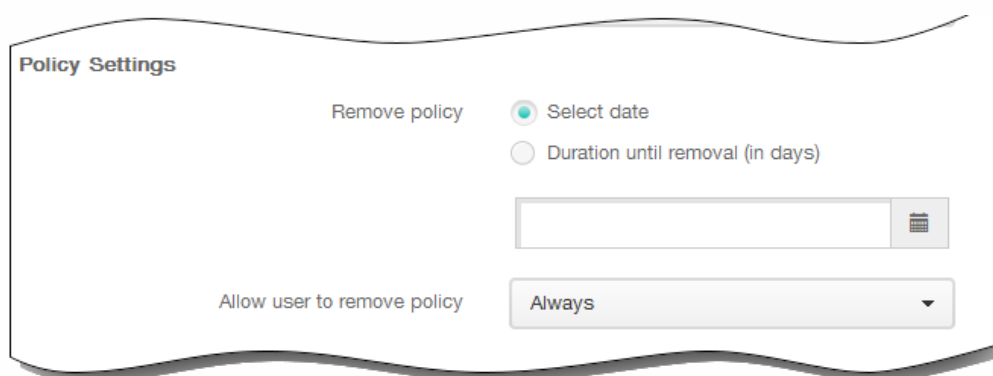 Policy Settings
Remove policy
Select date
Duration until removal (in days)
Allow user to remove policy
Always